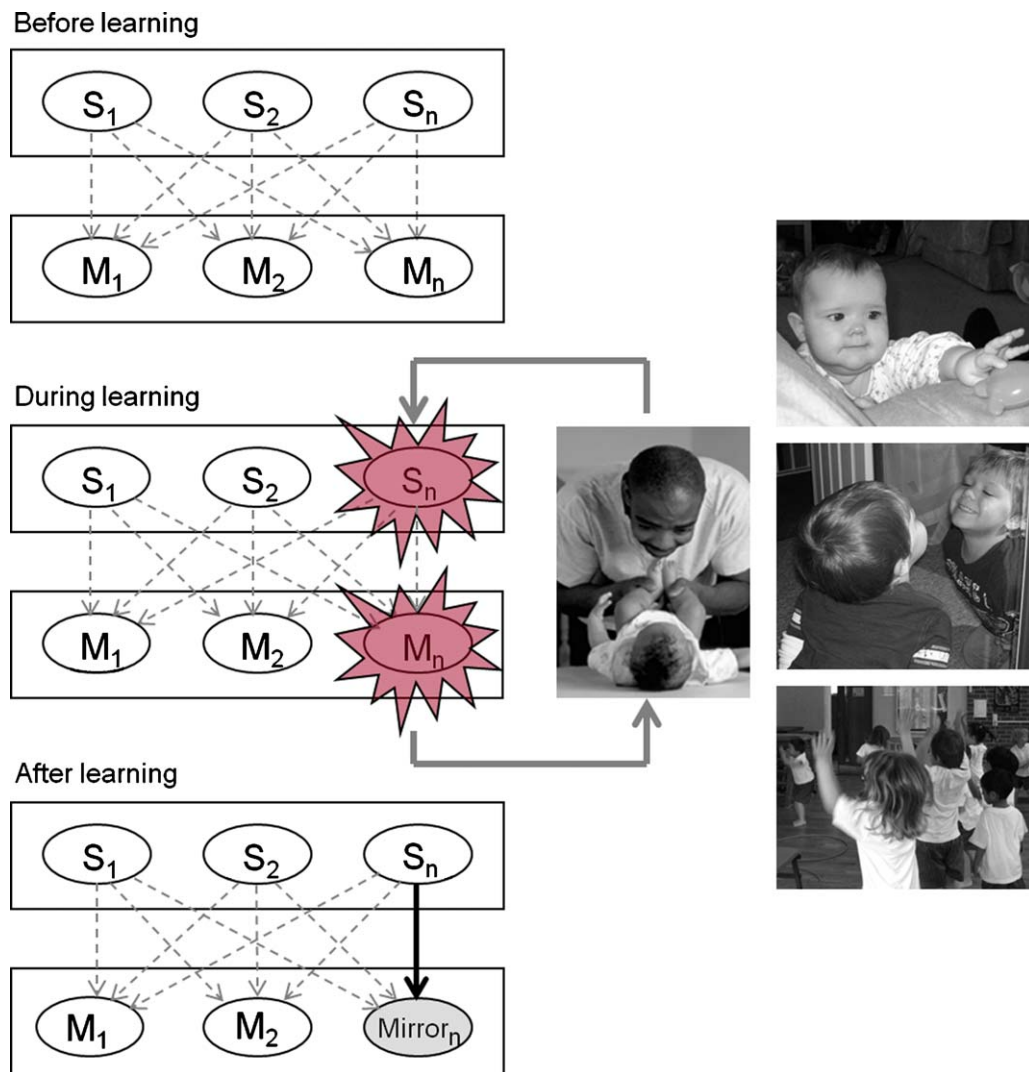 Before learning
S₁ S₂ Sₙ
M₁ M₂ Mₙ
During learning
S₁ S₂ Sₙ
M₁ M₂ Mₙ
After learning
S₁ S₂ Sₙ
M₁ M₂ Mirrorₙ